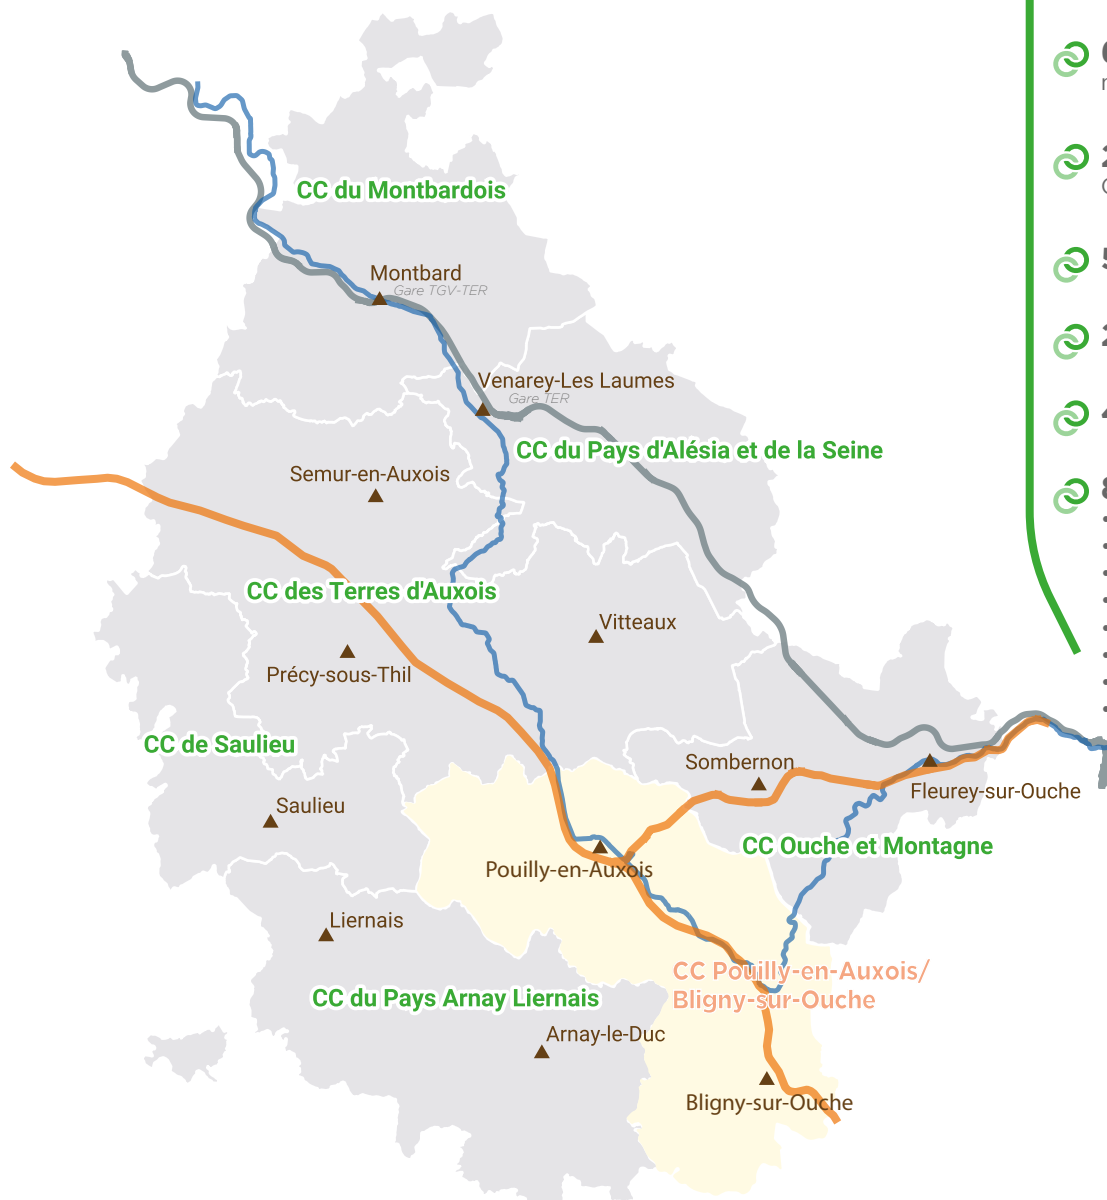 CC du Montbardois
Montbard
Gare TGV-TER
Venarey-Les Laumes
Gare TER
CC du Pays d'Alésia et de la Seine
Semur-en-Auxois
CC des Terres d'Auxois
Vitteaux
Précy-sous-Thil
CC de Saulieu
Sombernon
Fleurey-sur-Ouche
Saulieu
CC Ouche et Montagne
Pouilly-en-Auxois
Liernais
CC Pouilly-en-Auxois/
Bligny-sur-Ouche
CC du Pays Arnay Liernais
Arnay-le-Duc
Bligny-sur-Ouche